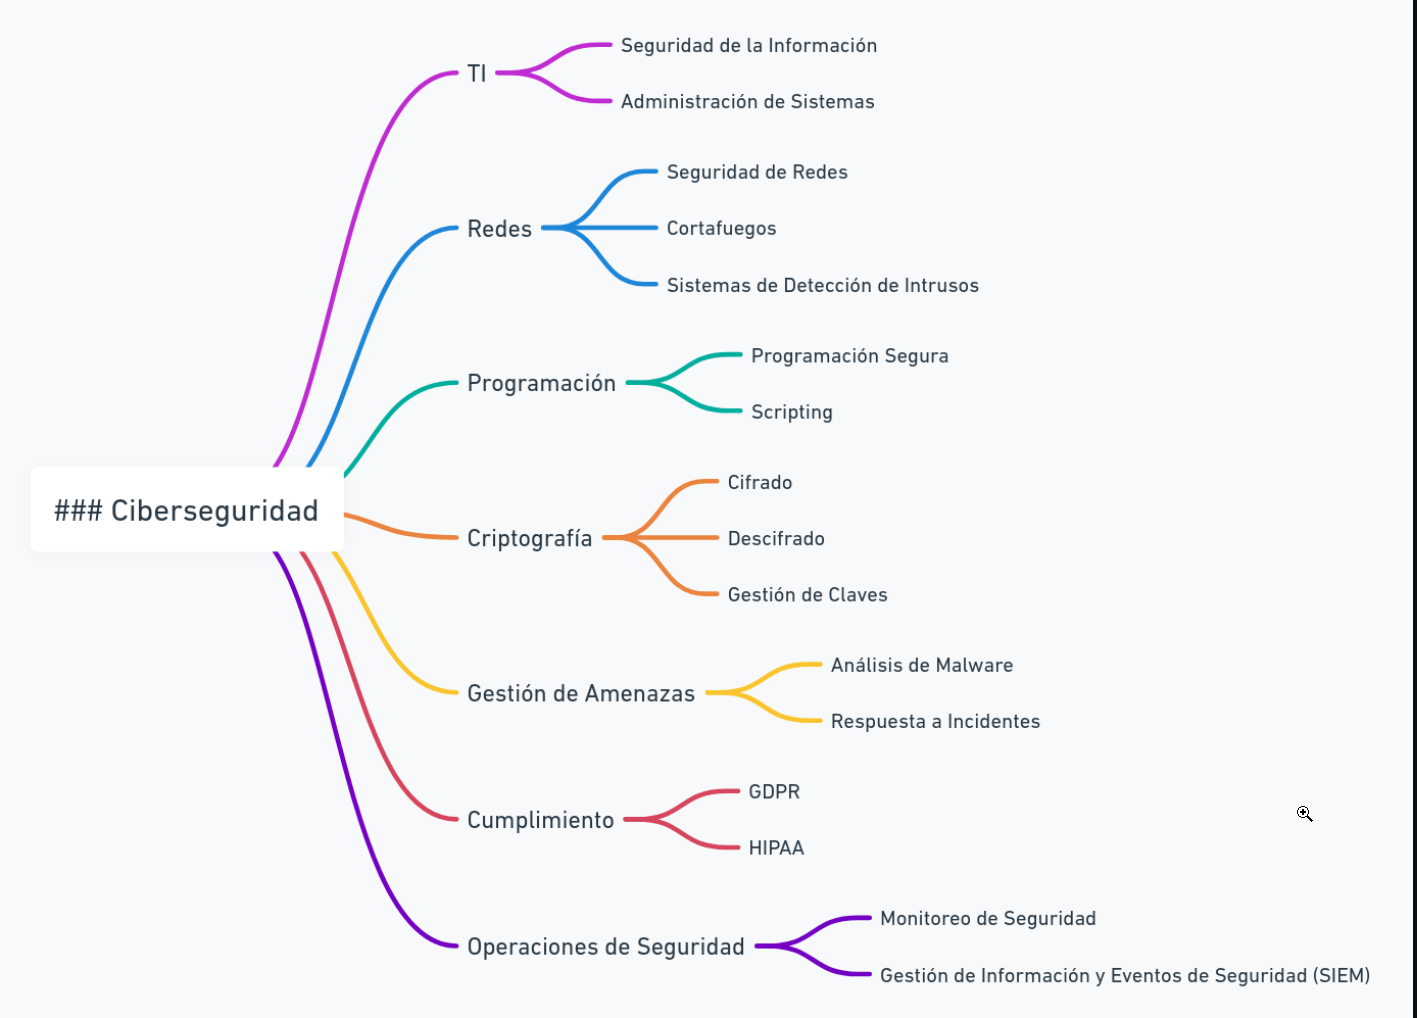 ### Ciberseguridad
TI
Seguridad de la Información
Administración de Sistemas
Redes
Seguridad de Redes
Cortafuegos
Sistemas de Detección de Intrusos
Programación
Programación Segura
Scripting
Criptografía
Cifrado
Descifrado
Gestión de Claves
Gestión de Amenazas
Análisis de Malware
Respuesta a Incidentes
Cumplimiento
GDPR
HIPAA
Operaciones de Seguridad
Monitoreo de Seguridad
Gestión de Información y Eventos de Seguridad (SIEM)